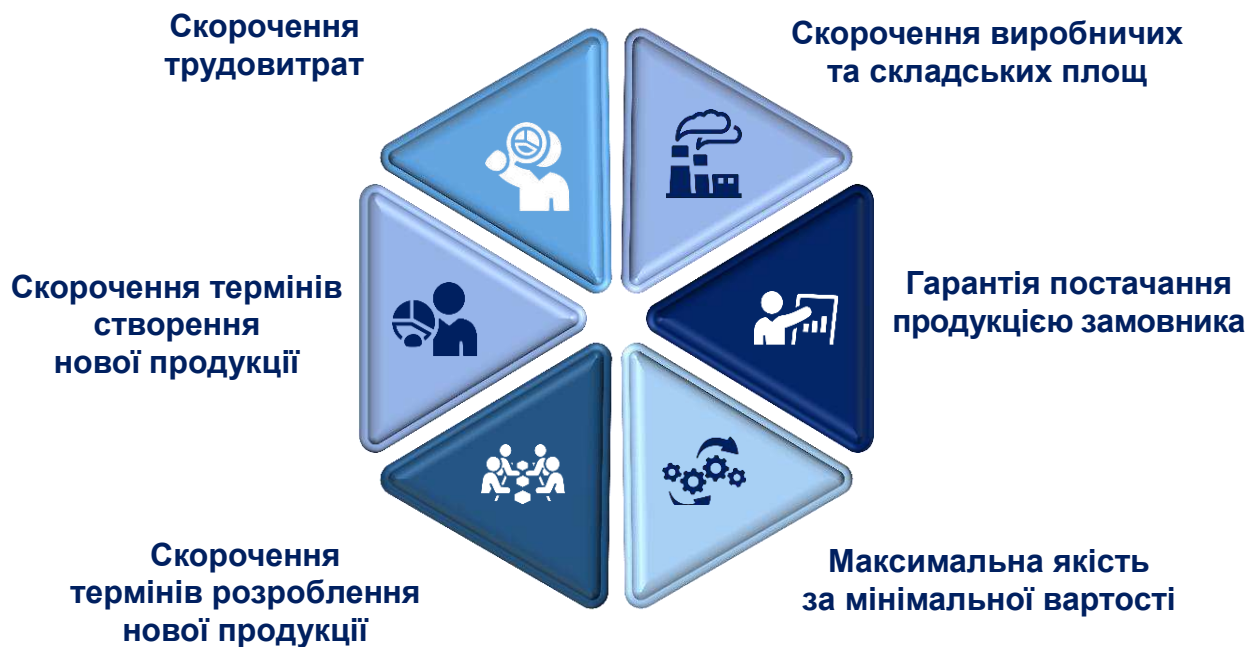 Скорочення
трудовитрат
Скорочення виробничих
та складських площ
Скорочення термінів
створення
нової продукції
Гарантія постачання
продукцією замовника
Скорочення
термінів розроблення
нової продукції
Максимальна якість
за мінімальної вартості